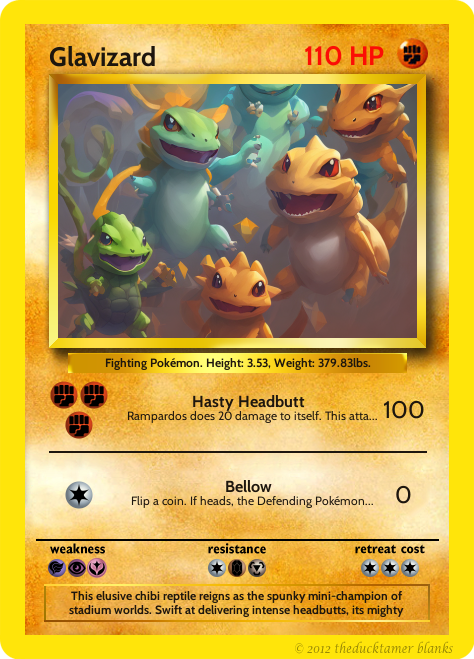 Glavizard 110 HP
Fighting Pokémon. Height: 3.53, Weight: 379.83lbs.
Hasty Headbutt
Rampardos does 20 damage to itself. This atta... 100
Bellow
Flip a coin. If heads, the Defending Pokémon... 0
weakness resistance retreat cost
This elusive chibi reptile reigns as the spunky mini-champion of
stadium worlds. Swift at delivering intense headbutts, its mighty
© 2012 theducktamer blanks